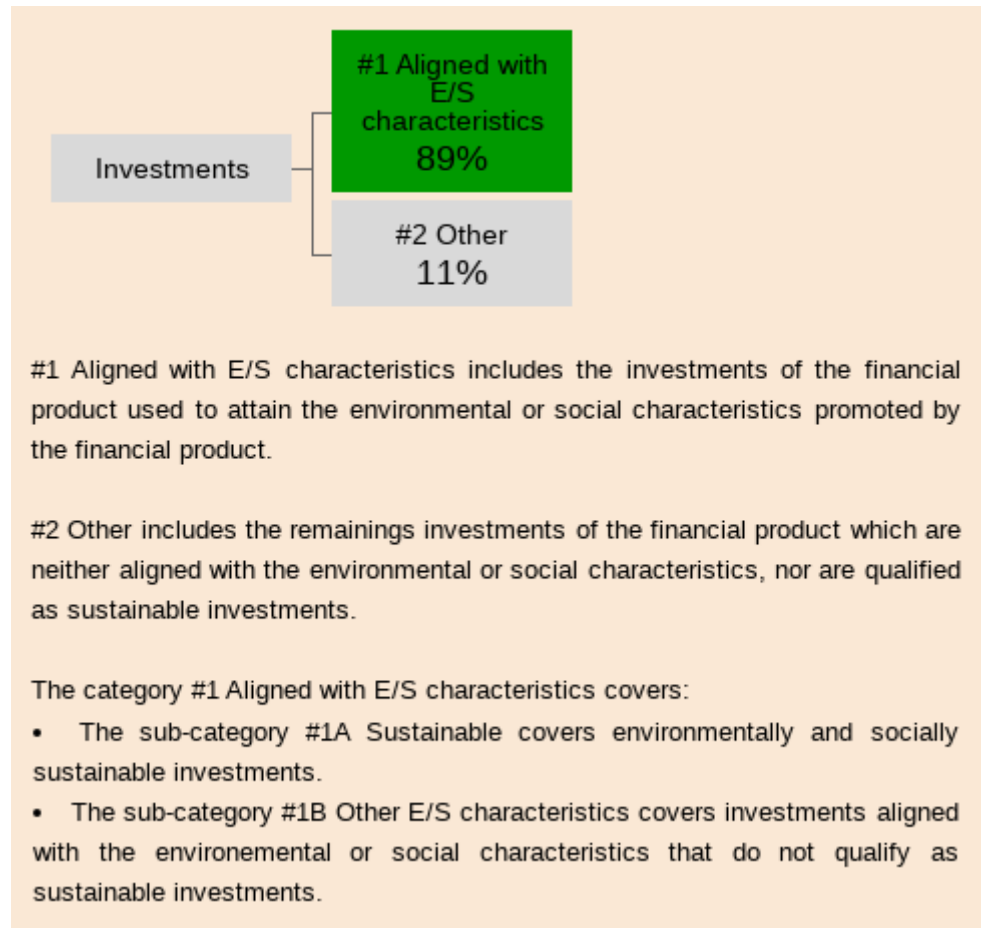 #1 Aligned with
E/S
characteristics
89%
Investments
#2 Other
11%
#1 Aligned with E/S characteristics includes the investments of the financial
product used to attain the environmental or social characteristics promoted by
the financial product.
#2 Other includes the remainings investments of the financial product which are
neither aligned with the environmental or social characteristics, nor are qualified
as sustainable investments.
The category #1 Aligned with E/S characteristics covers:
• The sub-category #1A Sustainable covers environmentally and socially
sustainable investments.
• The sub-category #1B Other E/S characteristics covers investments aligned
with the environemental or social characteristics that do not qualify as
sustainable investments.